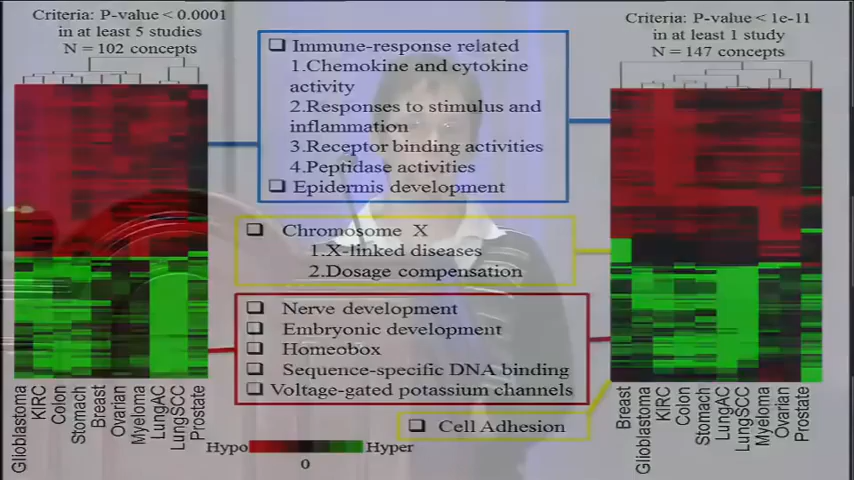 Criteria: P-value < 0.0001
in at least 5 studies
N = 102 concepts
Criteria: P-value < 1e-11
in at least 1 study
N = 147 concepts
❑ Immune-response related
1.Chemokine and cytokine
activity
2.Responses to stimulus and
inflammation
3.Receptor binding activities
4.Peptidase activities
❑ Epidermis development
❑ Chromosome X
1.X-linked diseases
2.Dosage compensation
❑ Nerve development
❑ Embryonic development
❑ Homeobox
❑ Sequence-specific DNA binding
❑ Voltage-gated potassium channels
❑ Cell Adhesion
Glioblastoma
KIRC
Colon
Stomach
Breast
Ovarian
Myeloma
LungAC
LungSCC
Prostate
Breast
Glioblastoma
KIRC
Colon
Stomach
LungAC
LungSCC
Myeloma
Ovarian
Prostate
Hypo
Hyper
0